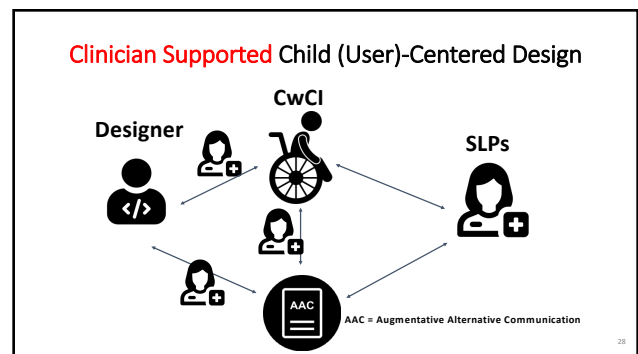 Clinician Supported Child (User)-Centered Design
CwCI
Designer
SLPs
</>
AAC
AAC = Augmentative Alternative Communication
28